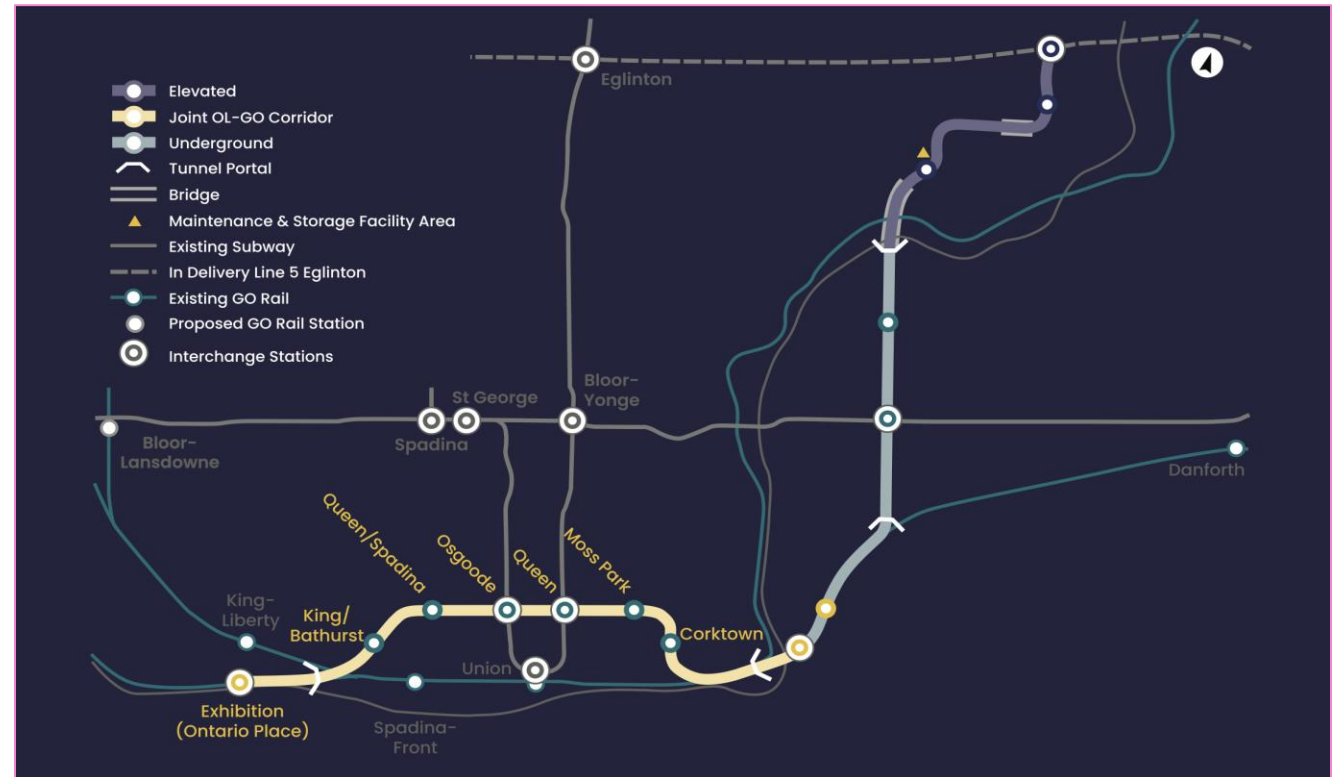 Elevated
Joint OL-GO Corridor
Underground
Tunnel Portal
Bridge
Maintenance & Storage Facility Area
Existing Subway
In Delivery Line 5 Eglinton
Existing GO Rail
Proposed GO Rail Station
Interchange Stations
Eglinton
Bloor-
Yonge
St George
Spadina
Bloor-
Lansdowne
Danforth
Queen/Spadina
Osgoode
Queen
Moss Park
King-
Liberty
King/
Bathurst
Corktown
Union
Exhibition
(Ontario Place)
Spadina-
Front